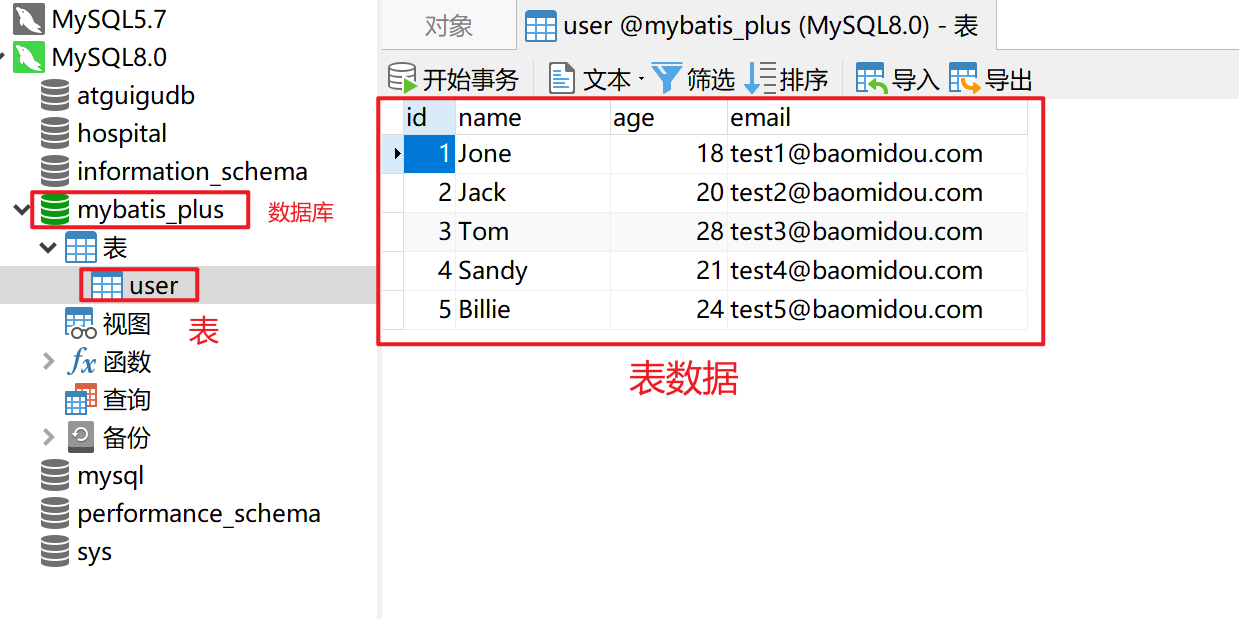 MySQL5.7
MySQL8.0
atguigudb
hospital
information_schema
mybatis_plus 数据库
表
user
视图 表
fx 函数
查询
备份
mysql
performance_schema
sys
对象 user @mybatis_plus (MySQL8.0) - 表
开始事务 文本 筛选 排序 导入 导出
id name age email
1 Jone 18 test1@baomidou.com
2 Jack 20 test2@baomidou.com
3 Tom 28 test3@baomidou.com
4 Sandy 21 test4@baomidou.com
5 Billie 24 test5@baomidou.com
表数据